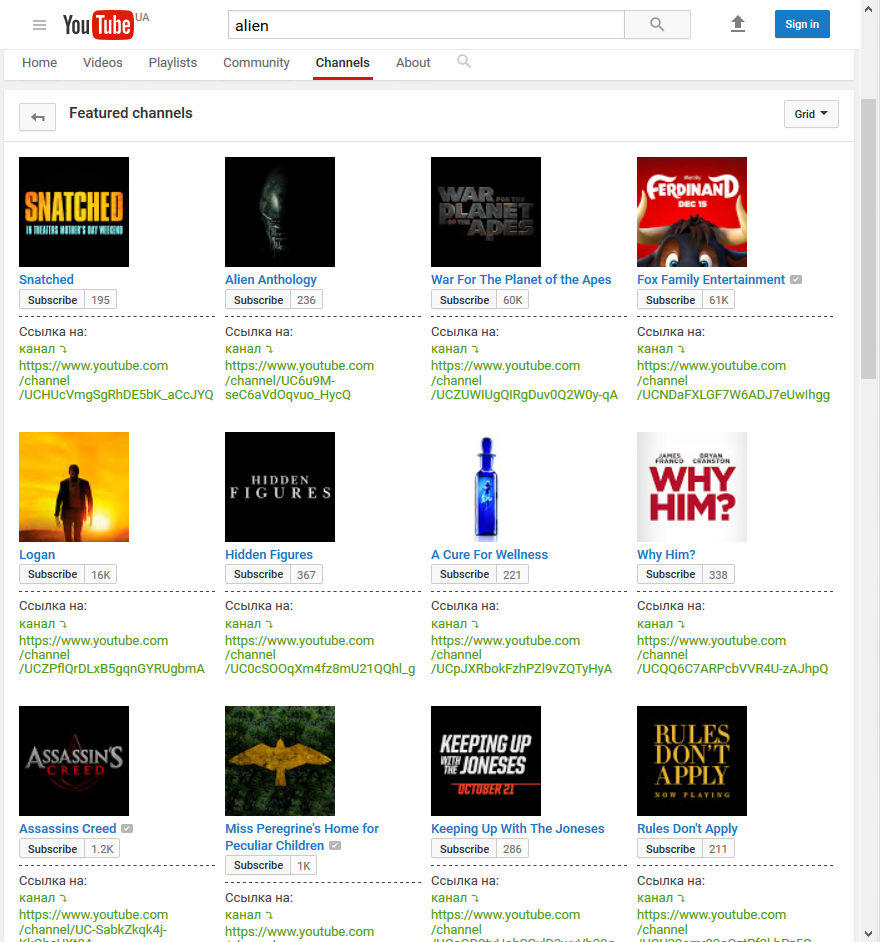 YouTube UA
alien
Sign in
Home Videos Playlists Community Channels About
Featured channels
Grid
SNATCHED
IN THEATERS MOTHER'S DAY WEEKEND
WAR FOR THE
PLANET
OF THE APES
FERDINAND
DEC 15
Snatched
Subscribe 195
Ссылка на:
канал ⤵
https://www.youtube.com
/channel
/UCHUcVmgSgRhDE5bK_aCcJYQ
Alien Anthology
Subscribe 236
Ссылка на:
канал ⤵
https://www.youtube.com
/channel/UC6u9M-
seC6aVdOqvuo_HycQ
War For The Planet of the Apes
Subscribe 60K
Ссылка на:
канал ⤵
https://www.youtube.com
/channel
/UCZUWIUgQIRgDuv0Q2W0y-qA
Fox Family Entertainment
Subscribe 61K
Ссылка на:
канал ⤵
https://www.youtube.com
/channel
/UCNDaFXLGF7W6ADJ7eUwIhgg
HIDDEN
FIGURES
JAMES FRANCO BRYAN CRANSTON
WHY
HIM?
Logan
Subscribe 16K
Ссылка на:
канал ⤵
https://www.youtube.com
/channel
/UCZPflQrDLxB5gqnGYRUgbmA
Hidden Figures
Subscribe 367
Ссылка на:
канал ⤵
https://www.youtube.com
/channel
/UC0cSOOqXm4fz8mU21QQhl_g
A Cure For Wellness
Subscribe 221
Ссылка на:
канал ⤵
https://www.youtube.com
/channel
/UCpJXRbokFzhPZl9vZQTyHyA
Why Him?
Subscribe 338
Ссылка на:
канал ⤵
https://www.youtube.com
/channel
/UCQQ6C7ARPcbVVR4U-zAJhpQ
ASSASSIN'S
CREED
KEEPING UP
WITH THE JONESES
OCTOBER 21
RULES
DON'T
APPLY
NOW PLAYING
Assassins Creed
Subscribe 1.2K
Ссылка на:
канал ⤵
https://www.youtube.com
/channel/UC-SabkZkqk4j-
Miss Peregrine's Home for
Peculiar Children
Subscribe 1K
Ссылка на:
канал ⤵
https://www.youtube.com
Keeping Up With The Joneses
Subscribe 286
Ссылка на:
канал ⤵
https://www.youtube.com
/channel
Rules Don't Apply
Subscribe 211
Ссылка на:
канал ⤵
https://www.youtube.com
/channel